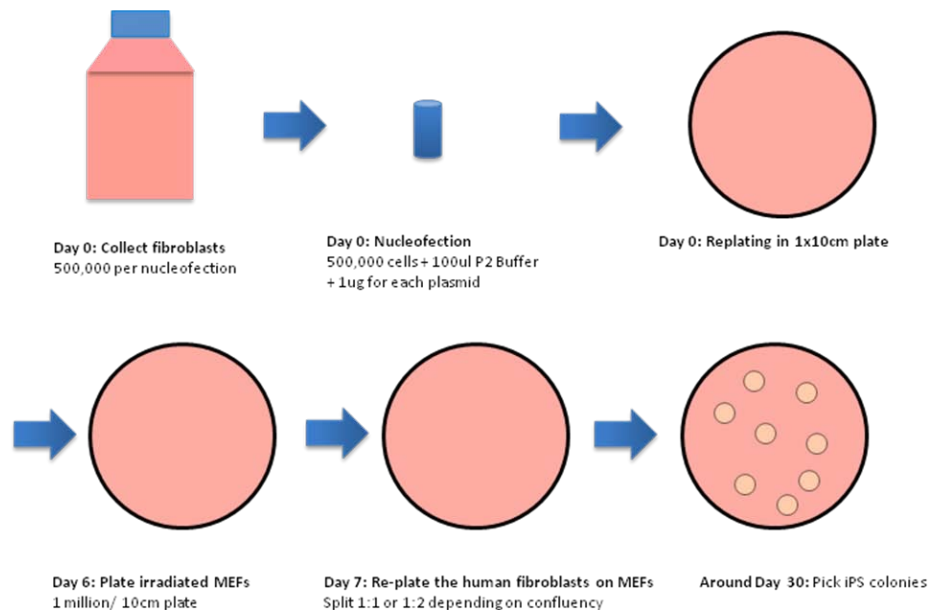 Day 0: Collect fibroblasts
500,000 per nucleofection
Day 0: Nucleofection
500,000 cells + 100ul P2 Buffer
+ 1ug for each plasmid
Day 0: Replating in 1x10cm plate
Day 6: Plate irradiated MEFs
1 million/ 10cm plate
Day 7: Re-plate the human fibroblasts on MEFs
Split 1:1 or 1:2 depending on confluency
Around Day 30: Pick iPS colonies